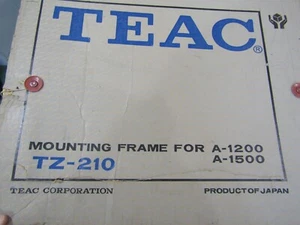 TEAC®
MOUNTING FRAME FOR A-1200
TZ-210 A-1500
TEAC CORPORATION PRODUCT OF JAPAN